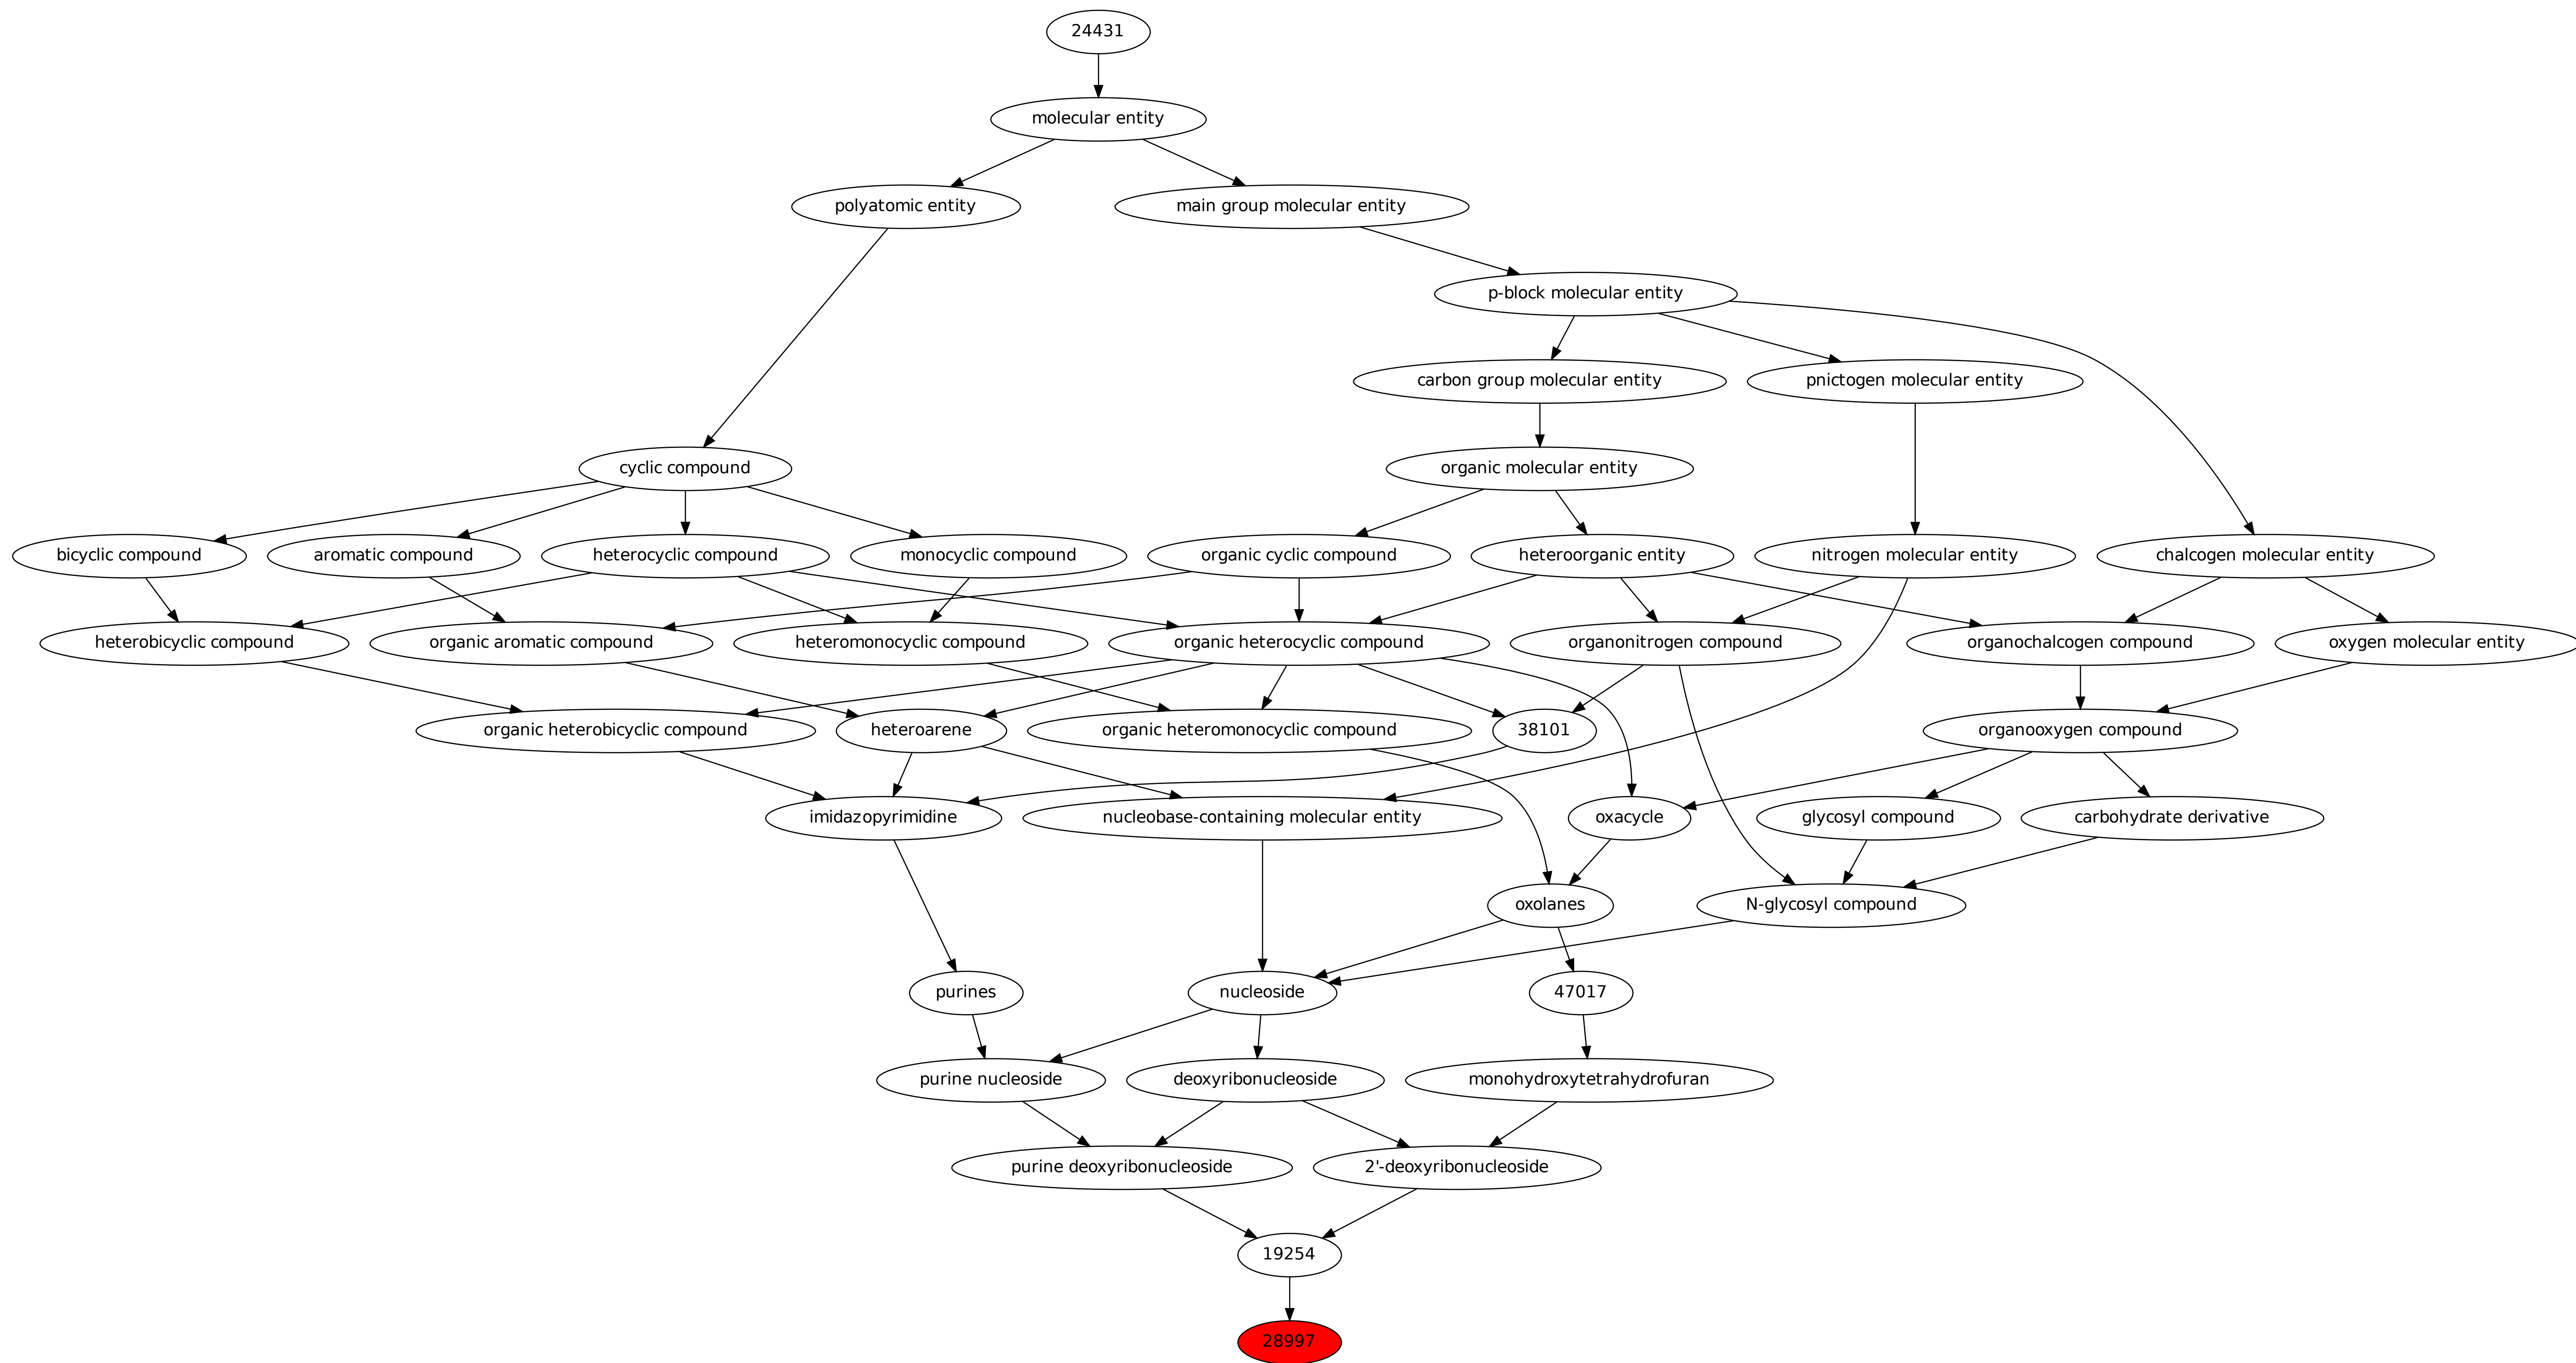 24431
molecular entity
polyatomic entity
main group molecular entity
p-block molecular entity
carbon group molecular entity
pnictogen molecular entity
cyclic compound
organic molecular entity
bicyclic compound
aromatic compound
heterocyclic compound
monocyclic compound
organic cyclic compound
heteroorganic entity
nitrogen molecular entity
chalcogen molecular entity
heterobicyclic compound
organic aromatic compound
heteromonocyclic compound
organic heterocyclic compound
organonitrogen compound
organochalcogen compound
oxygen molecular entity
organic heterobicyclic compound
heteroarene
organic heteromonocyclic compound
38101
organooxygen compound
imidazopyrimidine
nucleobase-containing molecular entity
oxacycle
glycosyl compound
carbohydrate derivative
oxolanes
N-glycosyl compound
purines
nucleoside
47017
purine nucleoside
deoxyribonucleoside
monohydroxytetrahydrofuran
purine deoxyribonucleoside
2'-deoxyribonucleoside
19254
28997